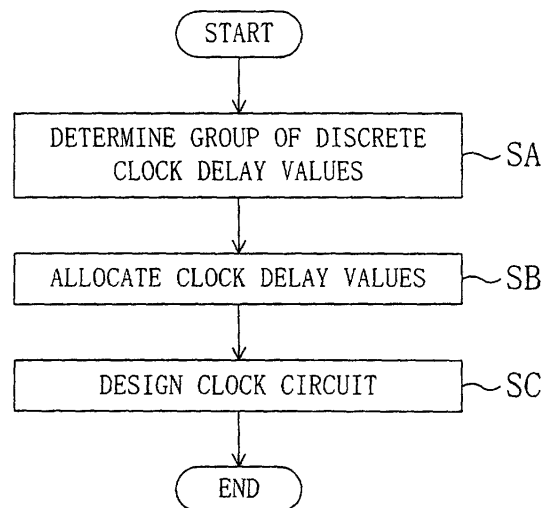 START
DETERMINE GROUP OF DISCRETE
CLOCK DELAY VALUES
SA
ALLOCATE CLOCK DELAY VALUES
SB
DESIGN CLOCK CIRCUIT
SC
END